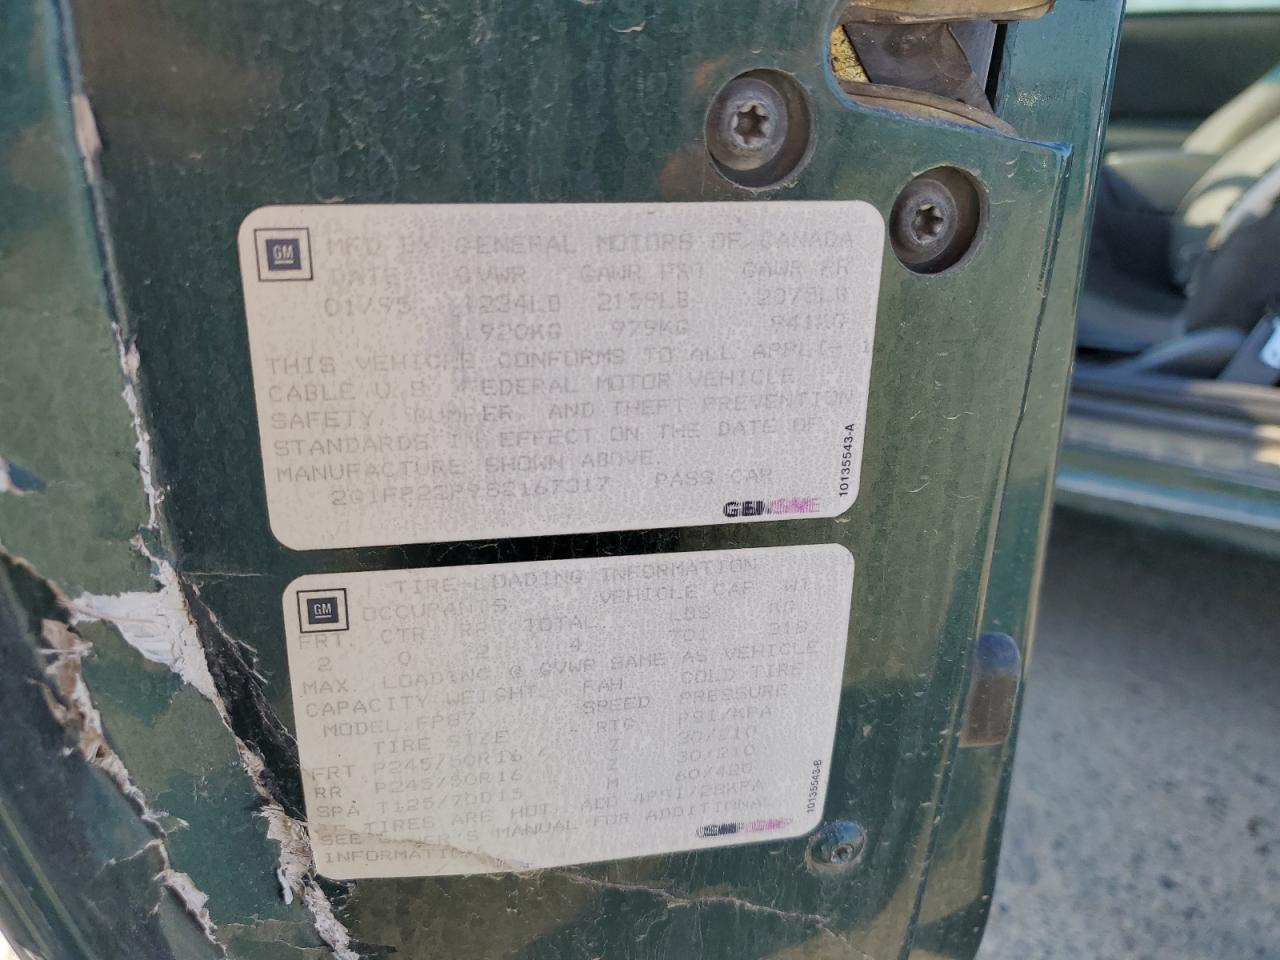 GM
MFD BY GENERAL MOTORS OF CANADA
DATE GVWR GAWR FRT GAWR RR
01/95 4234LB 2159LB 2075LB
1920KG 979KG 941KG
THIS VEHICLE CONFORMS TO ALL APPLI-
CABLE U.S. FEDERAL MOTOR VEHICLE
SAFETY, BUMPER, AND THEFT PREVENTION
STANDARDS IN EFFECT ON THE DATE OF
MANUFACTURE SHOWN ABOVE.
PASS CAR
10135543-A
GENUINE
GM
TIRE-LOADING INFORMATION
OCCUPANTS VEHICLE CAP. WT.
FRT. CTR. RR. TOTAL LBS KG
2 0 2 4 318
MAX. LOADING @ GVWR SAME AS VEHICLE
CAPACITY WEIGHT FAH COLD TIRE
MODEL: FP87 SPEED PRESSURE
TIRE SIZE RTG PSI/KPA
FRT P245/50R16 Z 30/210
RR P245/50R16 Z 30/210
SPA T125/70D15 M 60/420
IF TIRES ARE HOT, ADD 4PSI/28KPA
SEE OWNER'S MANUAL FOR ADDITIONAL
INFORMATION
10135543-B